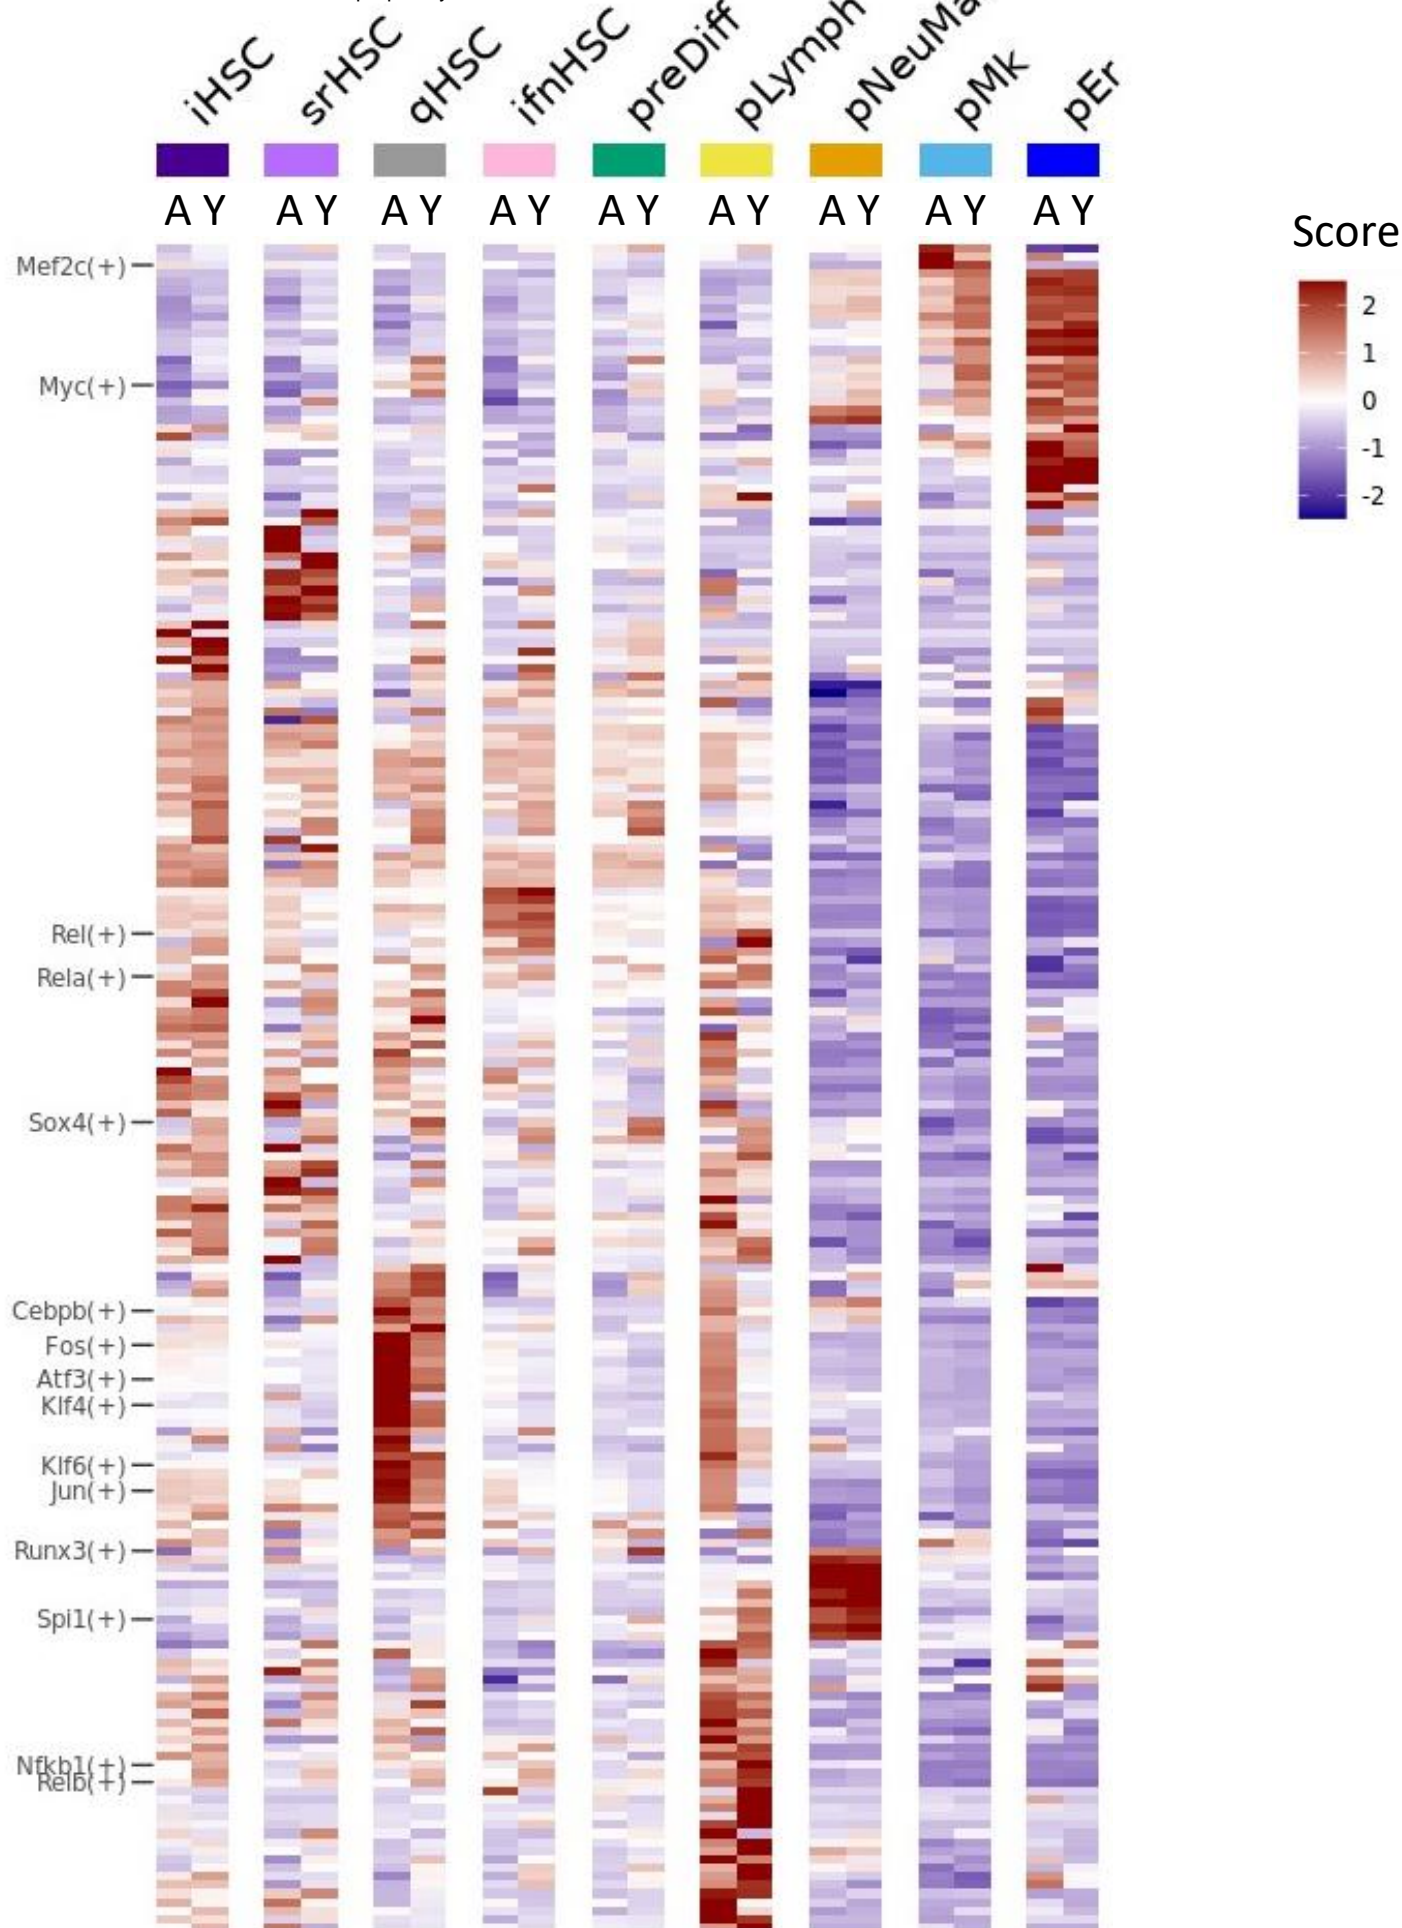 iHSC
srHSC
qHSC
ifnHSC
preDiff
pLymph
pNeuMa
pMk
pEr
A Y A Y A Y A Y A Y A Y A Y A Y A Y
Score
2
1
0
-1
-2
Mef2c(+)
Myc(+)
Rel(+)
Rela(+)
Sox4(+)
Cebpb(+)
Fos(+)
Atf3(+)
Klf4(+)
Klf6(+)
Jun(+)
Runx3(+)
Spi1(+)
Nfkb1(+)
Relb(+)